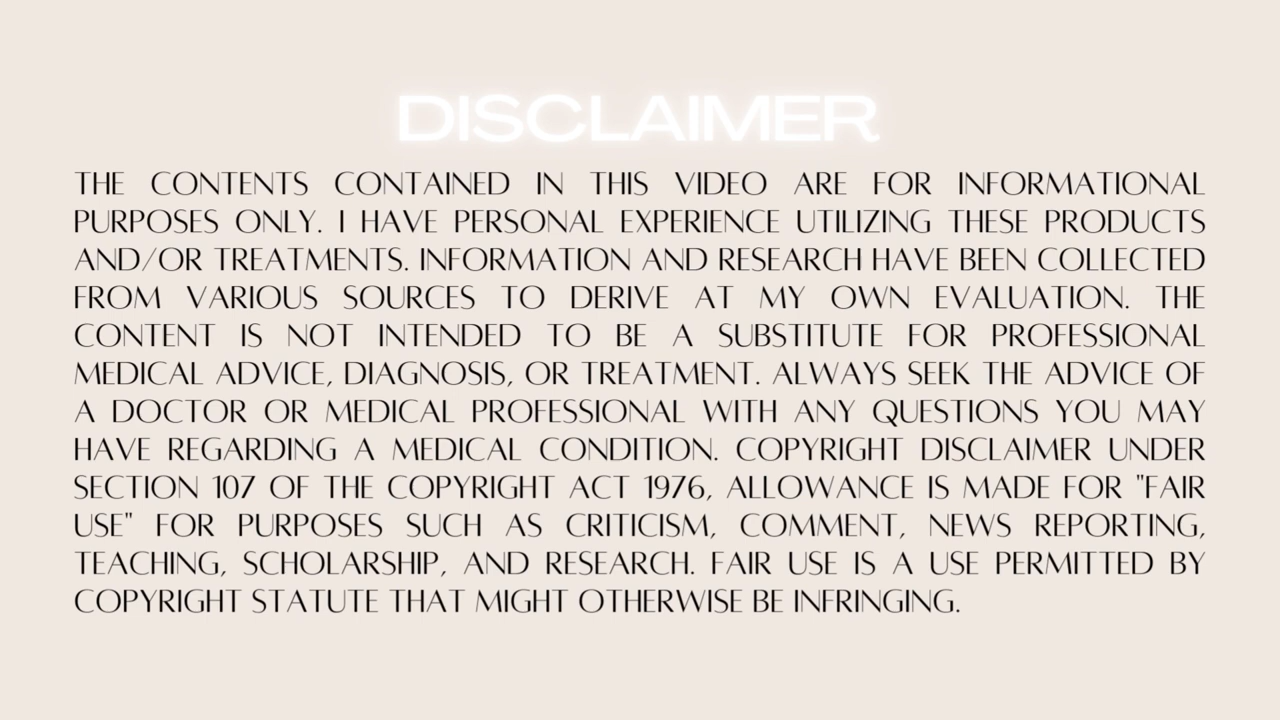 DISCLAIMER
THE CONTENTS CONTAINED IN THIS VIDEO ARE FOR INFORMATIONAL
PURPOSES ONLY. I HAVE PERSONAL EXPERIENCE UTILIZING THESE PRODUCTS
AND/OR TREATMENTS. INFORMATION AND RESEARCH HAVE BEEN COLLECTED
FROM VARIOUS SOURCES TO DERIVE AT MY OWN EVALUATION. THE
CONTENT IS NOT INTENDED TO BE A SUBSTITUTE FOR PROFESSIONAL
MEDICAL ADVICE, DIAGNOSIS, OR TREATMENT. ALWAYS SEEK THE ADVICE OF
A DOCTOR OR MEDICAL PROFESSIONAL WITH ANY QUESTIONS YOU MAY
HAVE REGARDING A MEDICAL CONDITION. COPYRIGHT DISCLAIMER UNDER
SECTION 107 OF THE COPYRIGHT ACT 1976, ALLOWANCE IS MADE FOR "FAIR
USE" FOR PURPOSES SUCH AS CRITICISM, COMMENT, NEWS REPORTING,
TEACHING, SCHOLARSHIP, AND RESEARCH. FAIR USE IS A USE PERMITTED BY
COPYRIGHT STATUTE THAT MIGHT OTHERWISE BE INFRINGING.